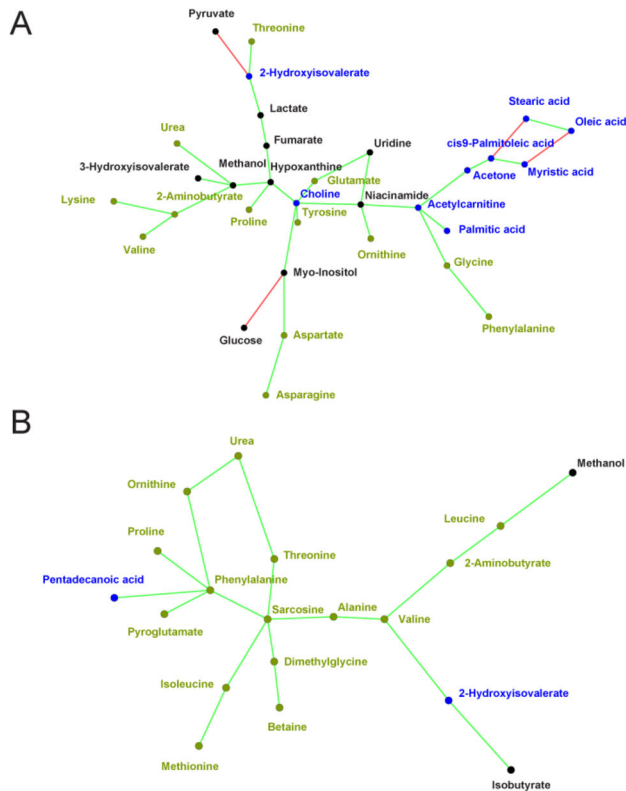 A
Pyruvate
Threonine
2-Hydroxyisovalerate
Stearic acid
Lactate
Oleic acid
Urea
Fumarate
Uridine
cis9-Palmitoleic acid
3-Hydroxyisovalerate
Methanol
Hypoxanthine
Acetone
Myristic acid
Glutamate
Lysine
2-Aminobutyrate
Choline
Niacinamide
Acetylcarnitine
Proline
Tyrosine
Palmitic acid
Valine
Ornithine
Glycine
Myo-Inositol
Phenylalanine
Glucose
Aspartate
Asparagine
B
Urea
Methanol
Ornithine
Leucine
Proline
Threonine
2-Aminobutyrate
Pentadecanoic acid
Phenylalanine
Sarcosine
Alanine
Valine
Pyroglutamate
Dimethylglycine
Isoleucine
2-Hydroxyisovalerate
Betaine
Methionine
Isobutyrate